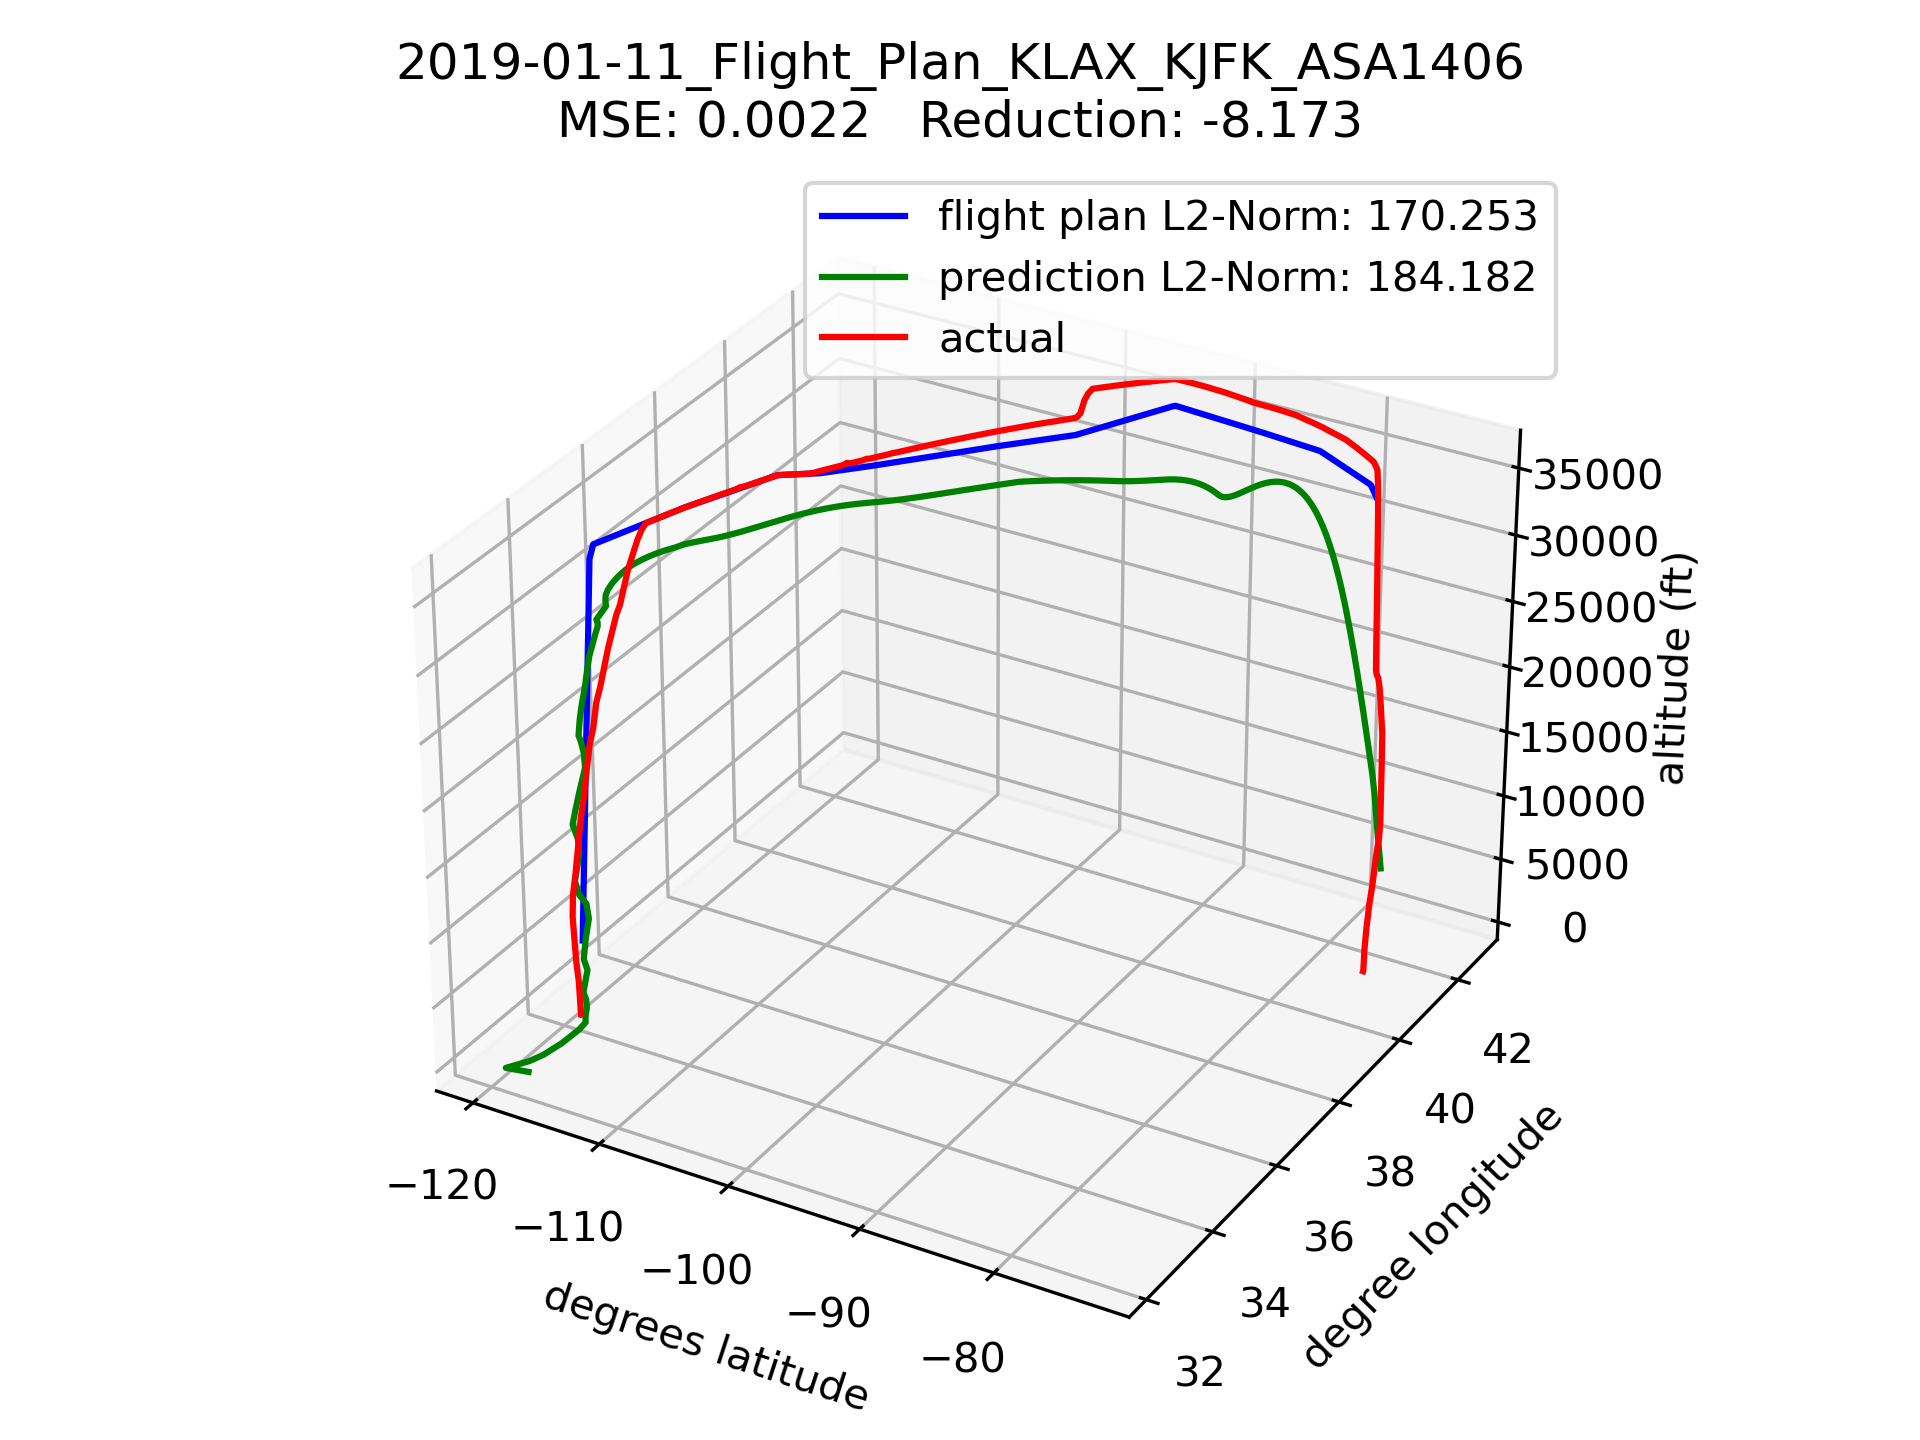 2019-01-11_Flight_Plan_KLAX_KJFK_ASA1406
MSE: 0.0022   Reduction: -8.173
flight plan L2-Norm: 170.253
prediction L2-Norm: 184.182
actual
35000
30000
25000
20000
15000
10000
5000
0
altitude (ft)
42
40
38
36
34
32
degree longitude
−120
−110
−100
−90
−80
degrees latitude